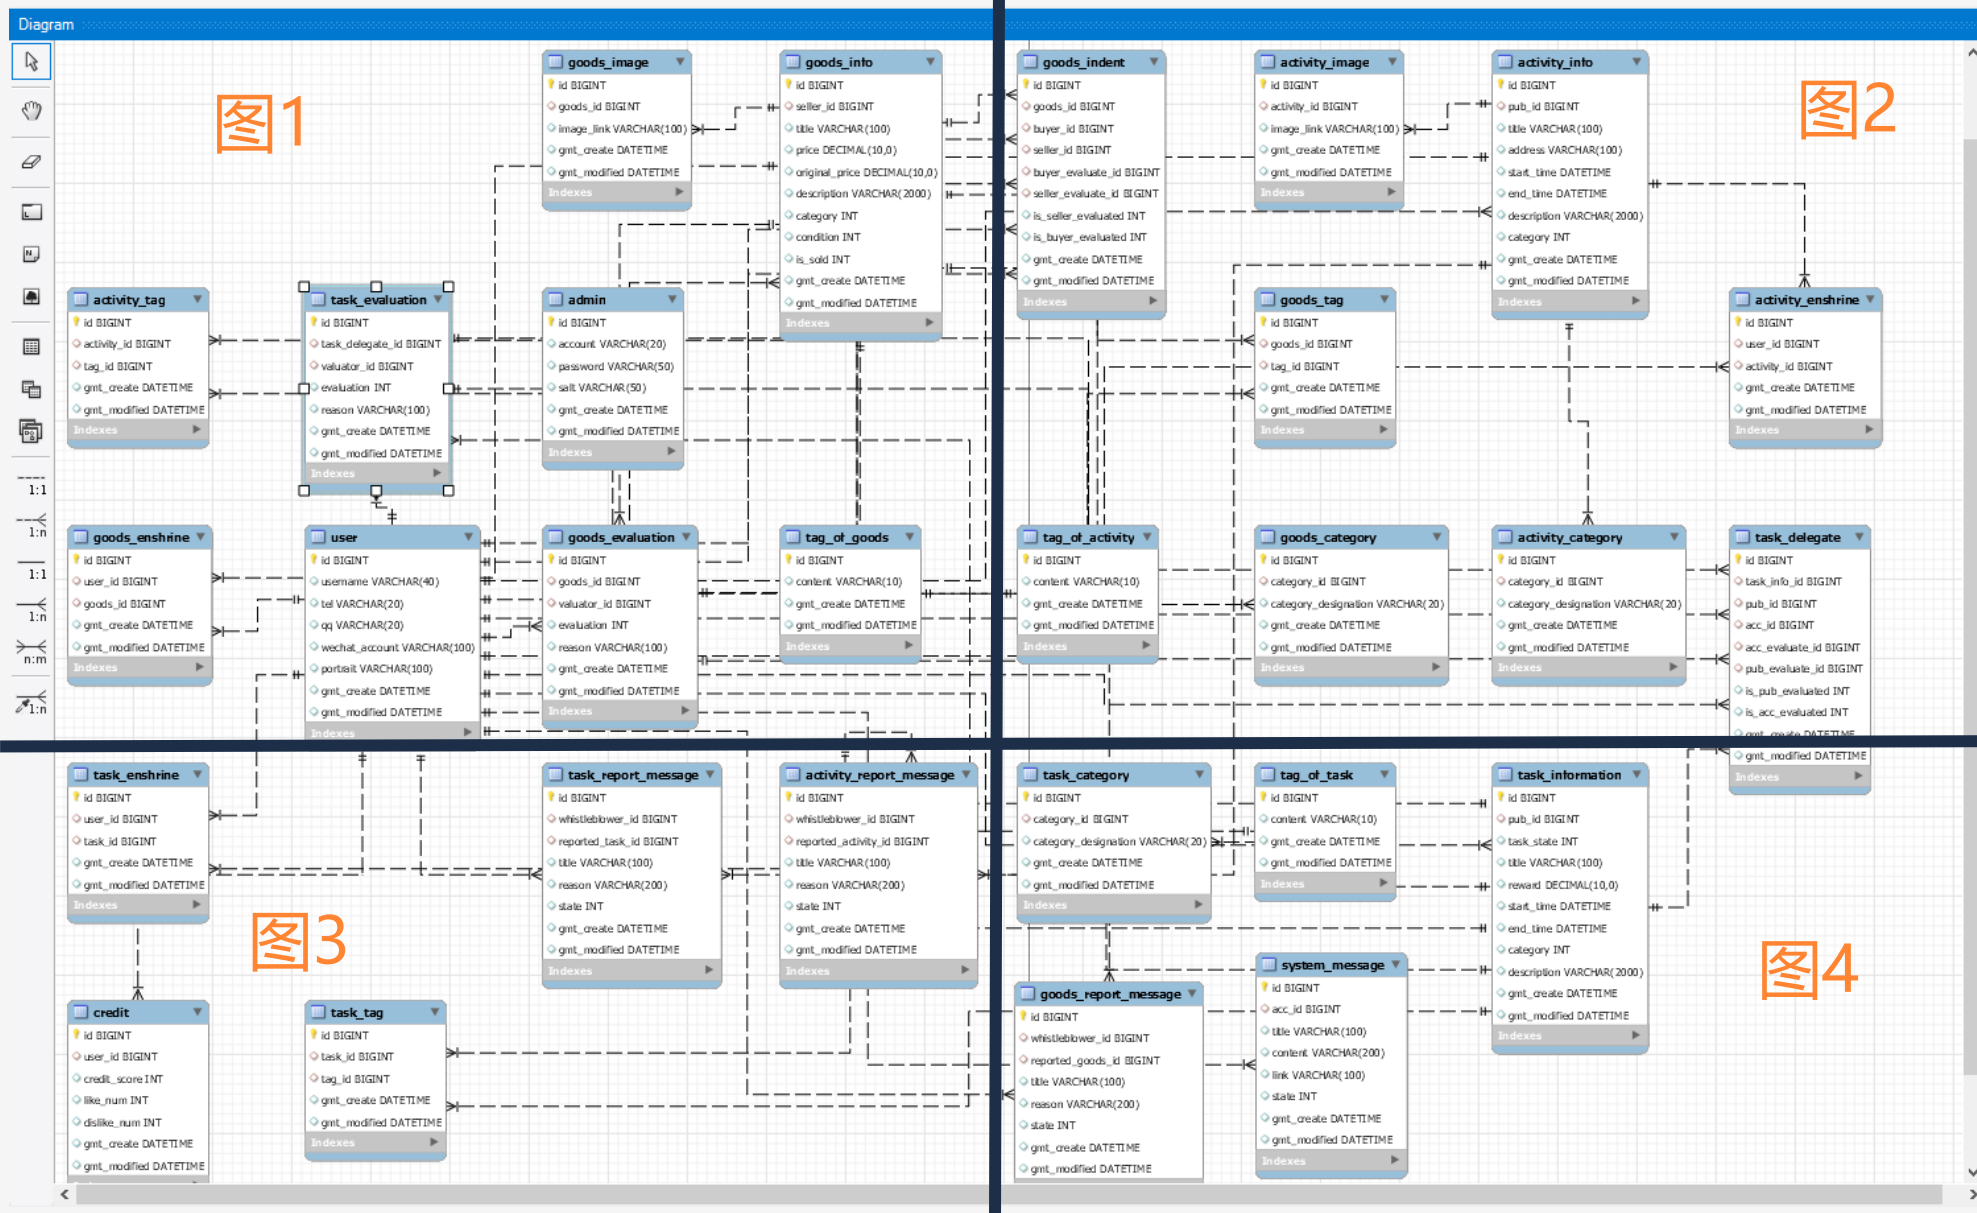 Diagram
图1
图2
goods_image
id BIGINT
goods_id BIGINT
image_link VARCHAR(100)
gmt_create DATETIME
gmt_modified DATETIME
Indexes
goods_info
id BIGINT
seller_id BIGINT
title VARCHAR(100)
price DECIMAL(10,0)
original_price DECIMAL(10,0)
description VARCHAR(2000)
category INT
condition INT
is_sold INT
gmt_create DATETIME
gmt_modified DATETIME
Indexes
goods_indent
id BIGINT
goods_id BIGINT
buyer_id BIGINT
seller_id BIGINT
buyer_evaluate_id BIGINT
seller_evaluate_id BIGINT
is_seller_evaluated INT
is_buyer_evaluated INT
gmt_create DATETIME
gmt_modified DATETIME
Indexes
activity_image
id BIGINT
activity_id BIGINT
image_link VARCHAR(100)
gmt_create DATETIME
gmt_modified DATETIME
Indexes
activity_info
id BIGINT
pub_id BIGINT
title VARCHAR(100)
address VARCHAR(100)
start_time DATETIME
end_time DATETIME
description VARCHAR(2000)
category INT
gmt_create DATETIME
gmt_modified DATETIME
Indexes
activity_tag
id BIGINT
activity_id BIGINT
tag_id BIGINT
gmt_create DATETIME
gmt_modified DATETIME
Indexes
task_evaluation
id BIGINT
task_delegate_id BIGINT
valuator_id BIGINT
evaluation INT
reason VARCHAR(100)
gmt_create DATETIME
gmt_modified DATETIME
Indexes
admin
id BIGINT
account VARCHAR(20)
password VARCHAR(50)
salt VARCHAR(50)
gmt_create DATETIME
gmt_modified DATETIME
Indexes
goods_tag
id BIGINT
goods_id BIGINT
tag_id BIGINT
gmt_create DATETIME
gmt_modified DATETIME
Indexes
activity_enshrine
id BIGINT
user_id BIGINT
activity_id BIGINT
gmt_create DATETIME
gmt_modified DATETIME
Indexes
1:1
1:n
1:1
1:n
n:m
1:n
goods_enshrine
id BIGINT
user_id BIGINT
goods_id BIGINT
gmt_create DATETIME
gmt_modified DATETIME
Indexes
user
id BIGINT
username VARCHAR(40)
tel VARCHAR(20)
qq VARCHAR(20)
wechat_account VARCHAR(100)
portrait VARCHAR(100)
gmt_create DATETIME
gmt_modified DATETIME
Indexes
goods_evaluation
id BIGINT
goods_id BIGINT
valuator_id BIGINT
evaluation INT
reason VARCHAR(100)
gmt_create DATETIME
gmt_modified DATETIME
Indexes
tag_of_goods
id BIGINT
content VARCHAR(10)
gmt_create DATETIME
gmt_modified DATETIME
Indexes
tag_of_activity
id BIGINT
content VARCHAR(10)
gmt_create DATETIME
gmt_modified DATETIME
Indexes
goods_category
id BIGINT
category_id BIGINT
category_designation VARCHAR(20)
gmt_create DATETIME
gmt_modified DATETIME
Indexes
activity_category
id BIGINT
category_id BIGINT
category_designation VARCHAR(20)
gmt_create DATETIME
gmt_modified DATETIME
Indexes
task_delegate
id BIGINT
task_info_id BIGINT
pub_id BIGINT
acc_id BIGINT
acc_evaluate_id BIGINT
pub_evaluate_id BIGINT
is_pub_evaluated INT
is_acc_evaluated INT
gmt_create DATETIME
gmt_modified DATETIME
Indexes
task_enshrine
id BIGINT
user_id BIGINT
task_id BIGINT
gmt_create DATETIME
gmt_modified DATETIME
Indexes
task_report_message
id BIGINT
whistleblower_id BIGINT
reported_task_id BIGINT
title VARCHAR(100)
reason VARCHAR(200)
state INT
gmt_create DATETIME
gmt_modified DATETIME
Indexes
activity_report_message
id BIGINT
whistleblower_id BIGINT
reported_activity_id BIGINT
title VARCHAR(100)
reason VARCHAR(200)
state INT
gmt_create DATETIME
gmt_modified DATETIME
Indexes
task_category
id BIGINT
category_id BIGINT
category_designation VARCHAR(20)
gmt_create DATETIME
gmt_modified DATETIME
Indexes
tag_of_task
id BIGINT
content VARCHAR(10)
gmt_create DATETIME
gmt_modified DATETIME
Indexes
task_information
id BIGINT
pub_id BIGINT
task_state INT
title VARCHAR(100)
reward DECIMAL(10,0)
start_time DATETIME
end_time DATETIME
category INT
description VARCHAR(2000)
gmt_create DATETIME
gmt_modified DATETIME
Indexes
图3
图4
credit
id BIGINT
user_id BIGINT
credit_score INT
like_num INT
dislike_num INT
gmt_create DATETIME
gmt_modified DATETIME
task_tag
id BIGINT
task_id BIGINT
tag_id BIGINT
gmt_create DATETIME
gmt_modified DATETIME
Indexes
goods_report_message
id BIGINT
whistleblower_id BIGINT
reported_goods_id BIGINT
title VARCHAR(100)
reason VARCHAR(200)
state INT
gmt_create DATETIME
gmt_modified DATETIME
system_message
id BIGINT
acc_id BIGINT
title VARCHAR(100)
content VARCHAR(200)
link VARCHAR(100)
state INT
gmt_create DATETIME
gmt_modified DATETIME
Indexes